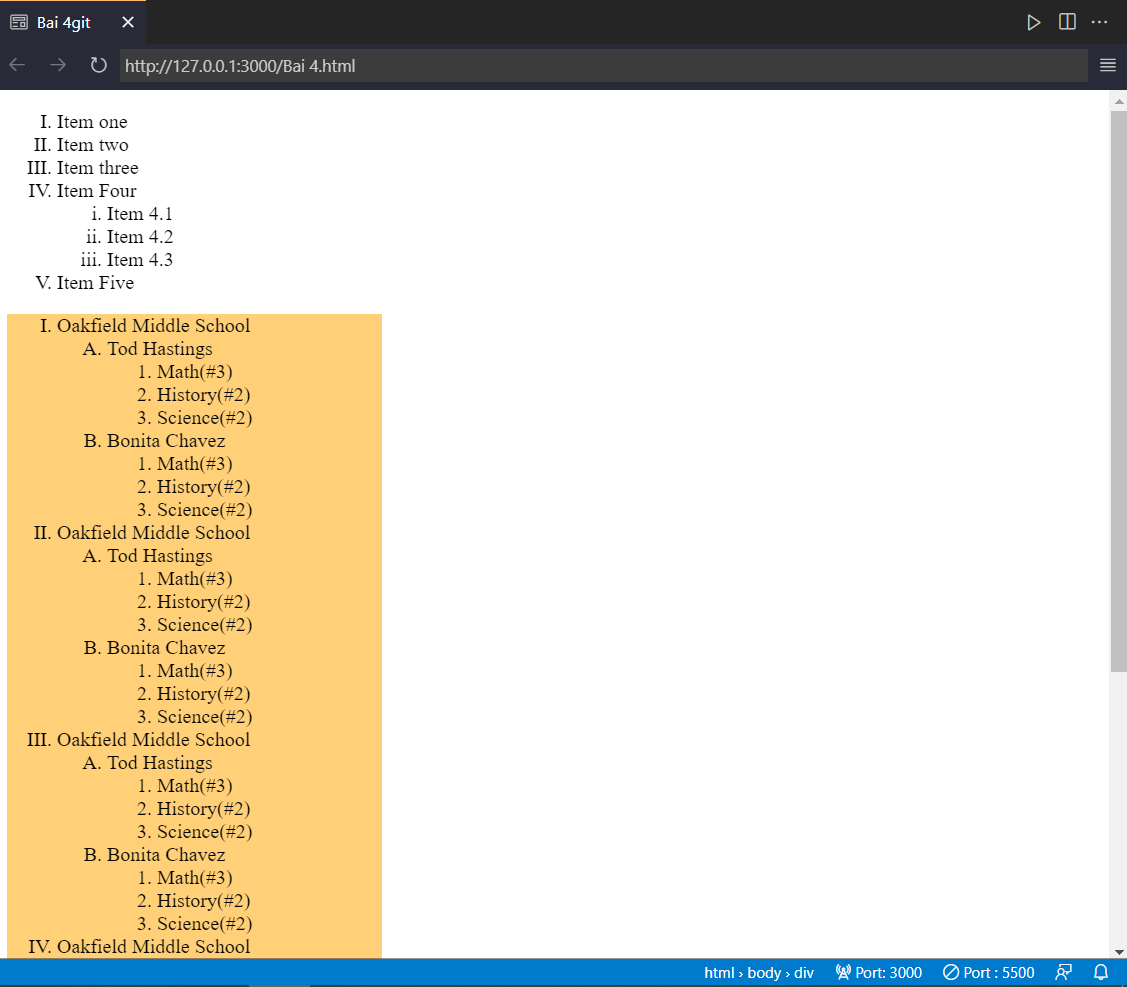 Bai 4git
http://127.0.0.1:3000/Bai 4.html
I. Item one
II. Item two
III. Item three
IV. Item Four
i. Item 4.1
ii. Item 4.2
iii. Item 4.3
V. Item Five
I. Oakfield Middle School
A. Tod Hastings
1. Math(#3)
2. History(#2)
3. Science(#2)
B. Bonita Chavez
1. Math(#3)
2. History(#2)
3. Science(#2)
II. Oakfield Middle School
A. Tod Hastings
1. Math(#3)
2. History(#2)
3. Science(#2)
B. Bonita Chavez
1. Math(#3)
2. History(#2)
3. Science(#2)
III. Oakfield Middle School
A. Tod Hastings
1. Math(#3)
2. History(#2)
3. Science(#2)
B. Bonita Chavez
1. Math(#3)
2. History(#2)
3. Science(#2)
IV. Oakfield Middle School
html › body › div Port: 3000 Port : 5500